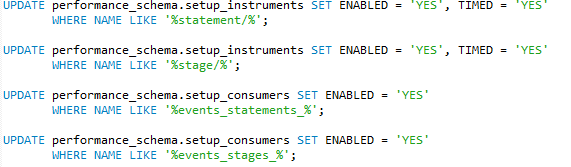 UPDATE performance_schema.setup_instruments SET ENABLED = 'YES', TIMED = 'YES'
WHERE NAME LIKE '%statement/%';
UPDATE performance_schema.setup_instruments SET ENABLED = 'YES', TIMED = 'YES'
WHERE NAME LIKE '%stage/%';
UPDATE performance_schema.setup_consumers SET ENABLED = 'YES'
WHERE NAME LIKE '%events_statements_%';
UPDATE performance_schema.setup_consumers SET ENABLED = 'YES'
WHERE NAME LIKE '%events_stages_%';